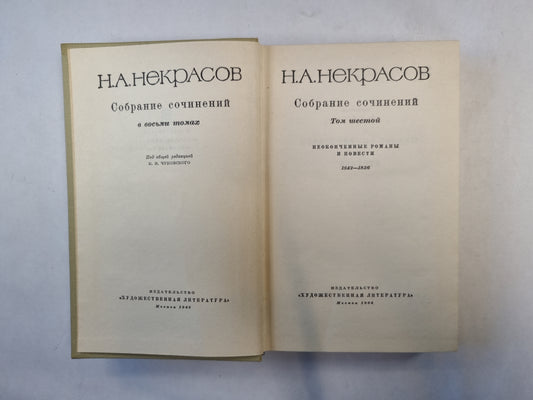 Н.А.НЕКРАСОВ
Собрание сочинений
в восьми томах
Под общей редакцией
К. И. ЧУКОВСКОГО
ИЗДАТЕЛЬСТВО
«ХУДОЖЕСТВЕННАЯ ЛИТЕРАТУРА»
Москва
Н.А.НЕКРАСОВ
Собрание сочинений
Том шестой
НЕОКОНЧЕННЫЕ РОМАНЫ
И ПОВЕСТИ
ИЗДАТЕЛЬСТВО
«ХУДОЖЕСТВЕННАЯ ЛИТЕРАТУРА»
Москва